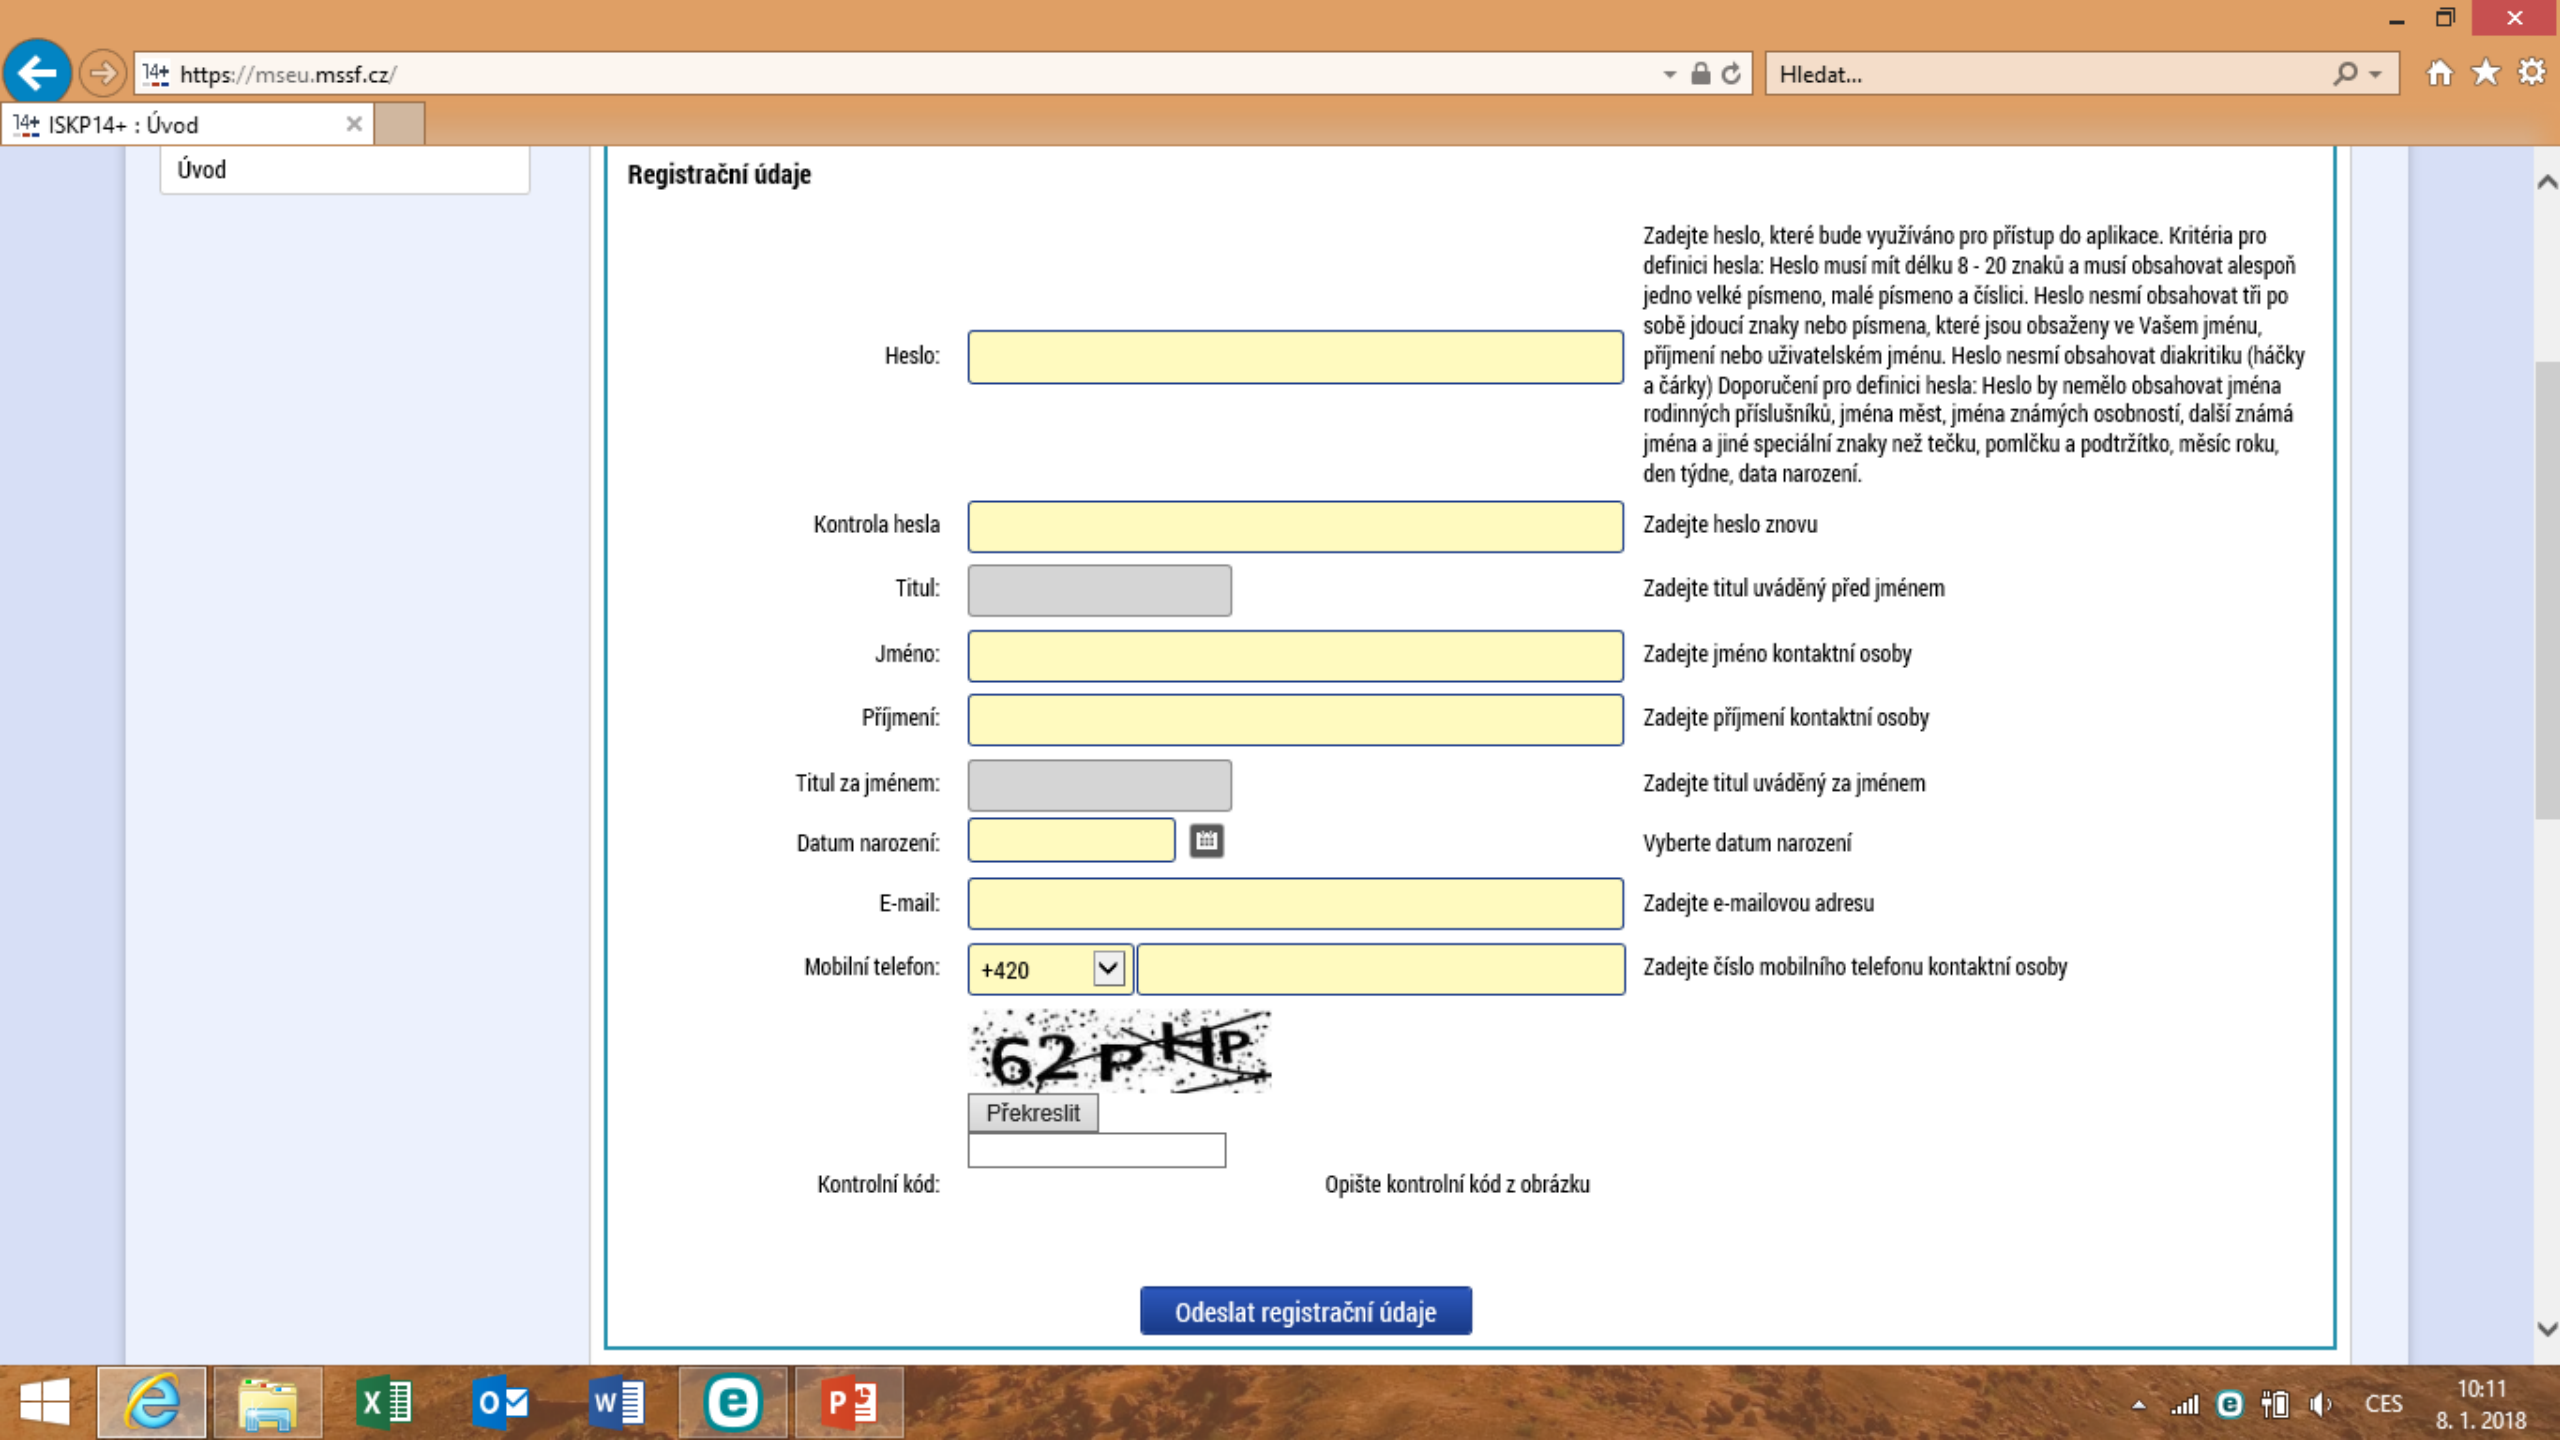 https://mseu.mssf.cz/
Hledat...
14+ ISKP14+ : Úvod
Úvod
Registrační údaje
Zadejte heslo, které bude využíváno pro přístup do aplikace. Kritéria pro
definici hesla: Heslo musí mít délku 8 - 20 znaků a musí obsahovat alespoň
jedno velké písmeno, malé písmeno a číslici. Heslo nesmí obsahovat tři po
sobě jdoucí znaky nebo písmena, které jsou obsaženy ve Vašem jménu,
příjmení nebo uživatelském jménu. Heslo nesmí obsahovat diakritiku (háčky
a čárky) Doporučení pro definici hesla: Heslo by nemělo obsahovat jména
rodinných příslušníků, jména měst, jména známých osobností, další známá
jména a jiné speciální znaky než tečku, pomlčku a podtržítko, měsíc roku,
den týdne, data narození.
Heslo:
Kontrola hesla
Zadejte heslo znovu
Titul:
Zadejte titul uváděný před jménem
Jméno:
Zadejte jméno kontaktní osoby
Příjmení:
Zadejte příjmení kontaktní osoby
Titul za jménem:
Zadejte titul uváděný za jménem
Datum narození:
Vyberte datum narození
E-mail:
Zadejte e-mailovou adresu
Mobilní telefon:
+420
Zadejte číslo mobilního telefonu kontaktní osoby
62PHP
Překreslit
Kontrolní kód:
Opište kontrolní kód z obrázku
Odeslat registrační údaje
CES
10:11
8. 1. 2018